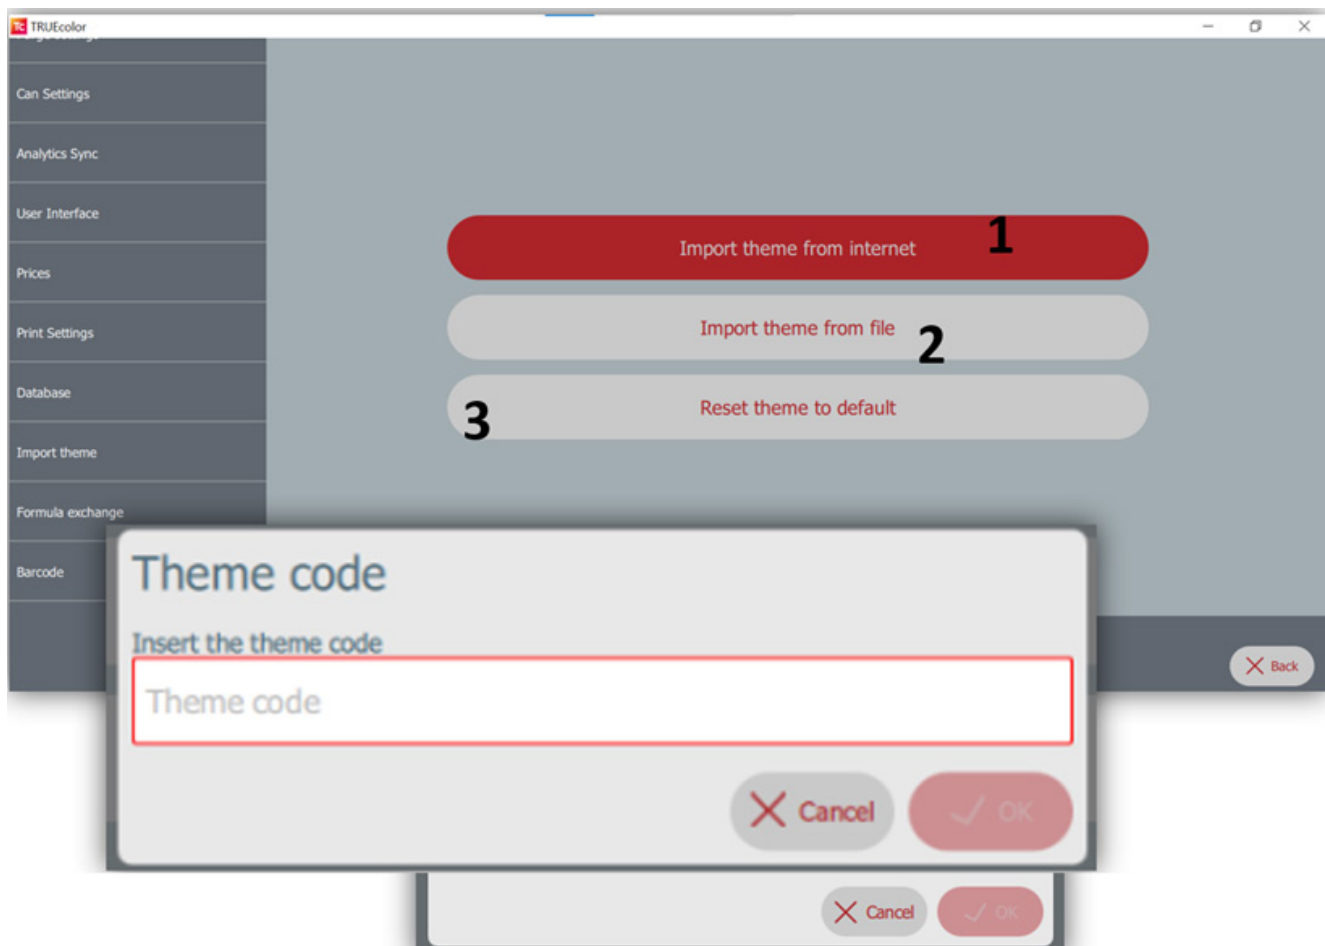 Tc TRUEcolor
Can Settings
Analytics Sync
User Interface
Prices
Print Settings
Database
Import theme
Formula exchange
Barcode
Import theme from internet
1
Import theme from file
2
3
Reset theme to default
Back
Theme code
Insert the theme code
Theme code
Cancel
OK
Cancel
OK